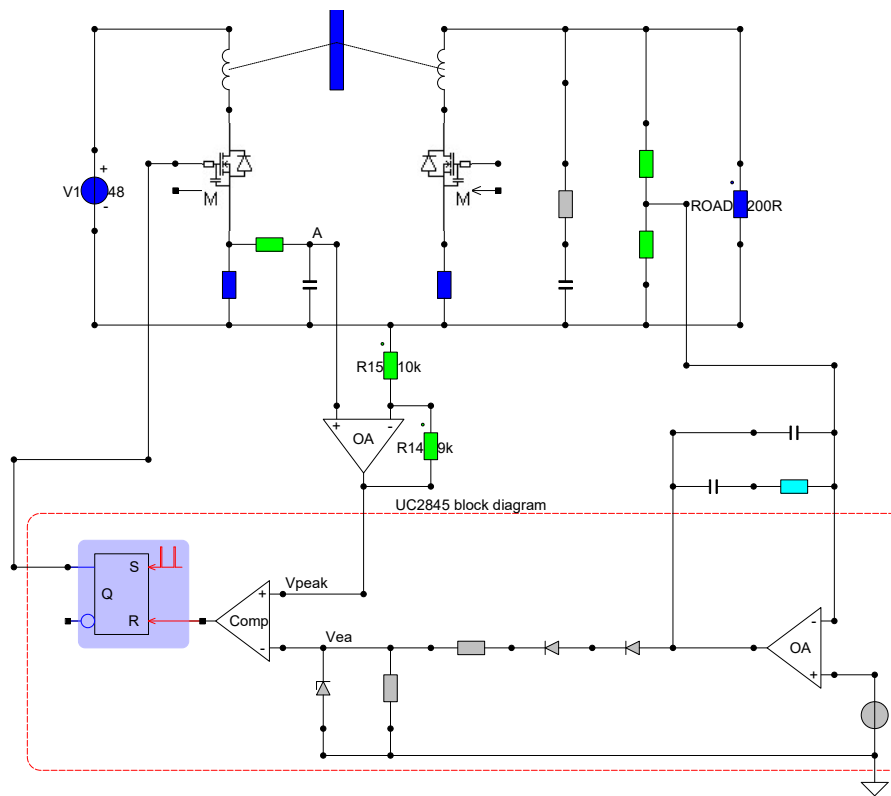 +
V1 48
-
M
M
ROAD 200R
A
R15 10k
+ -
OA
R14 9k
UC2845 block diagram
S
Q
R
Vpeak
+
Comp
-
Vea
-
OA
+